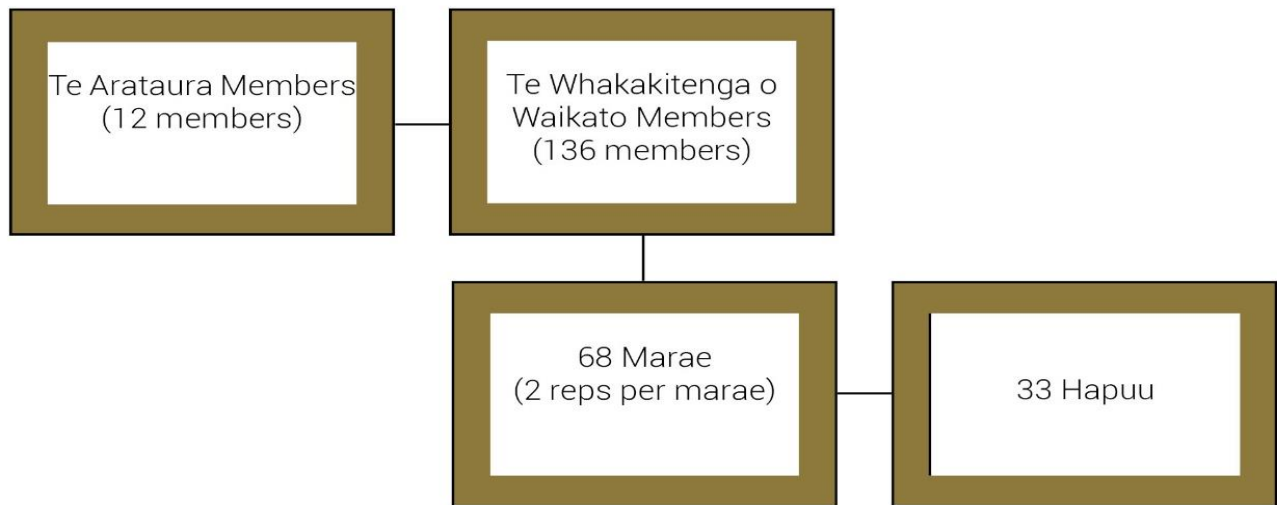 Te Arataura Members
(12 members)
Te Whakakitenga o
Waikato Members
(136 members)
68 Marae
(2 reps per marae)
33 Hapuu